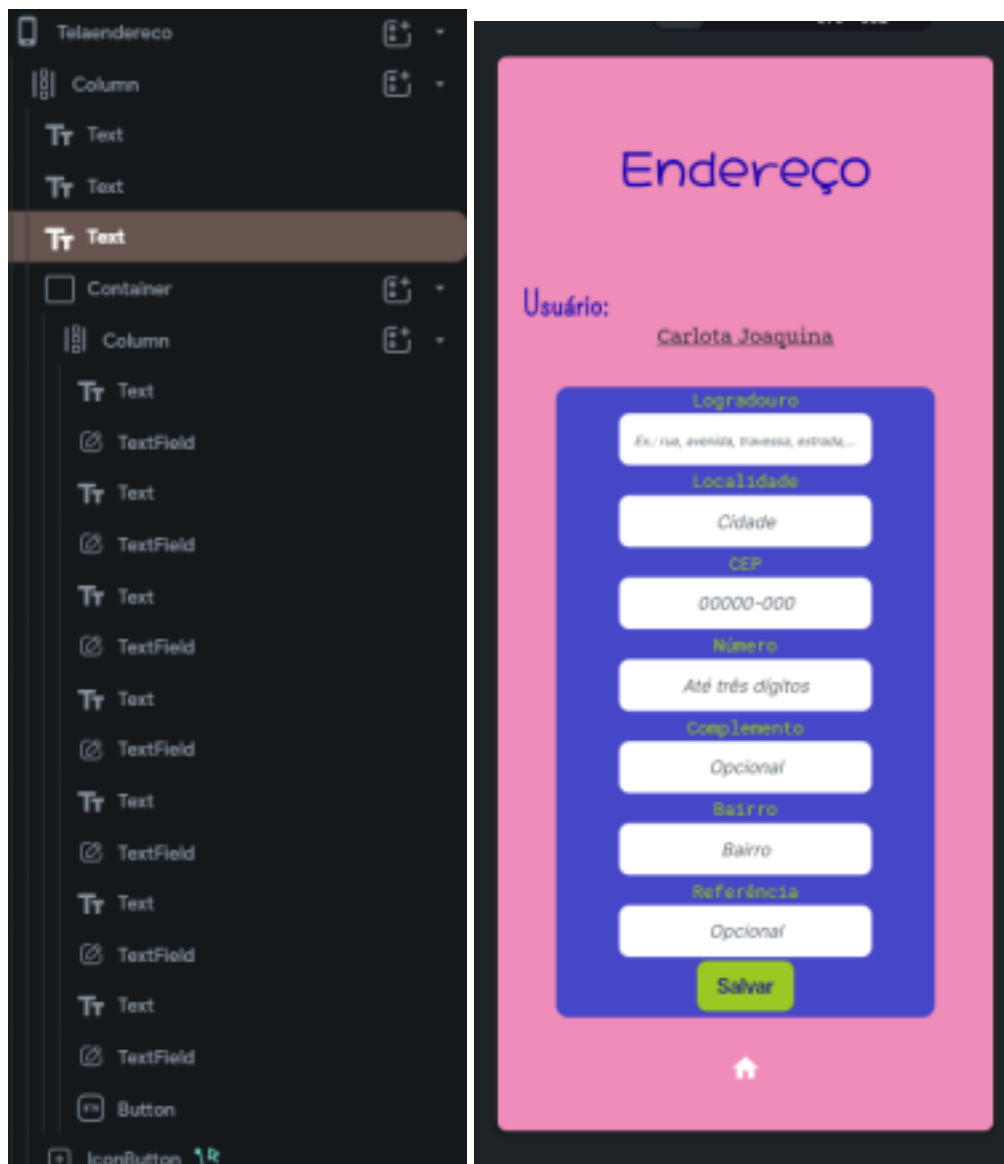 Telaendereco
Column
Text
Text
Text
Container
Column
Text
TextField
Text
TextField
Text
TextField
Text
TextField
Text
TextField
Text
TextField
Text
TextField
Button
IconButton
Endereço
Usuário:
Carlota Joaquina
Logradouro
Ex.: rua, avenida, travessa, estrada,...
Localidade
Cidade
CEP
00000-000
Número
Até três dígitos
Complemento
Opcional
Bairro
Bairro
Referência
Opcional
Salvar